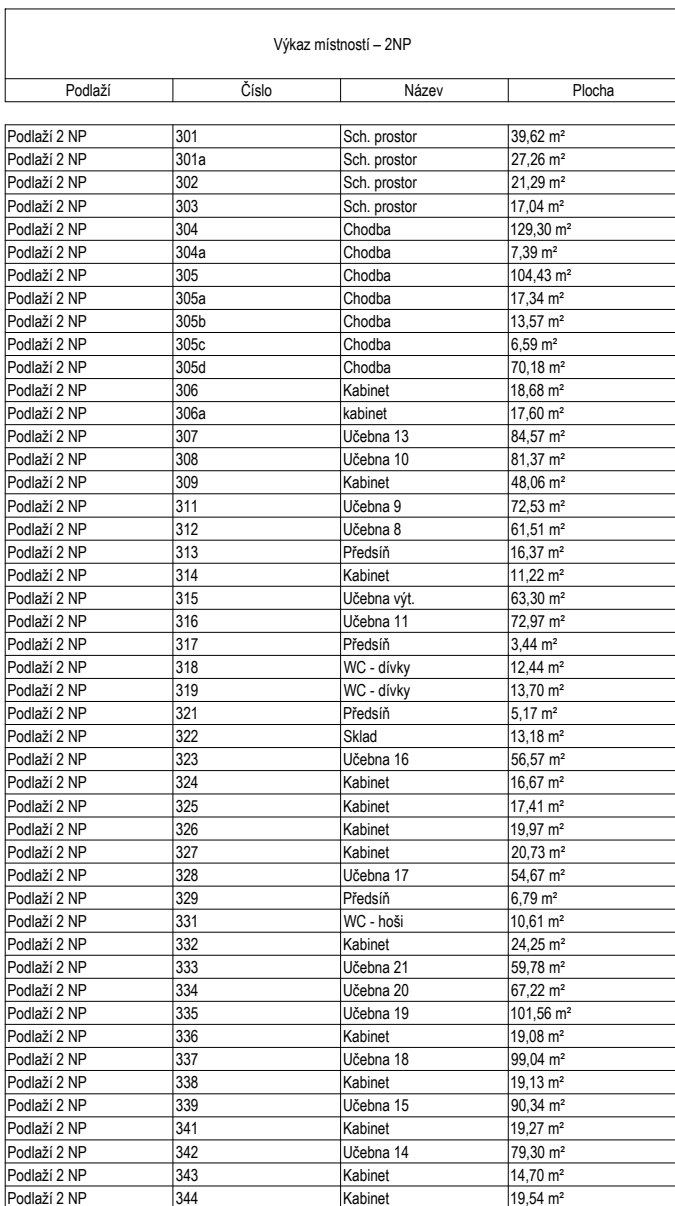 Výkaz místností – 2NP
Podlaží Číslo Název Plocha
Podlaží 2 NP 301 Sch. prostor 39,62 m²
Podlaží 2 NP 301a Sch. prostor 27,26 m²
Podlaží 2 NP 302 Sch. prostor 21,29 m²
Podlaží 2 NP 303 Sch. prostor 17,04 m²
Podlaží 2 NP 304 Chodba 129,30 m²
Podlaží 2 NP 304a Chodba 7,39 m²
Podlaží 2 NP 305 Chodba 104,43 m²
Podlaží 2 NP 305a Chodba 17,34 m²
Podlaží 2 NP 305b Chodba 13,57 m²
Podlaží 2 NP 305c Chodba 6,59 m²
Podlaží 2 NP 305d Chodba 70,18 m²
Podlaží 2 NP 306 Kabinet 18,68 m²
Podlaží 2 NP 306a kabinet 17,60 m²
Podlaží 2 NP 307 Učebna 13 84,57 m²
Podlaží 2 NP 308 Učebna 10 81,37 m²
Podlaží 2 NP 309 Kabinet 48,06 m²
Podlaží 2 NP 311 Učebna 9 72,53 m²
Podlaží 2 NP 312 Učebna 8 61,51 m²
Podlaží 2 NP 313 Předsíň 16,37 m²
Podlaží 2 NP 314 Kabinet 11,22 m²
Podlaží 2 NP 315 Učebna výt. 63,30 m²
Podlaží 2 NP 316 Učebna 11 72,97 m²
Podlaží 2 NP 317 Předsíň 3,44 m²
Podlaží 2 NP 318 WC - dívky 12,44 m²
Podlaží 2 NP 319 WC - dívky 13,70 m²
Podlaží 2 NP 321 Předsíň 5,17 m²
Podlaží 2 NP 322 Sklad 13,18 m²
Podlaží 2 NP 323 Učebna 16 56,57 m²
Podlaží 2 NP 324 Kabinet 16,67 m²
Podlaží 2 NP 325 Kabinet 17,41 m²
Podlaží 2 NP 326 Kabinet 19,97 m²
Podlaží 2 NP 327 Kabinet 20,73 m²
Podlaží 2 NP 328 Učebna 17 54,67 m²
Podlaží 2 NP 329 Předsíň 6,79 m²
Podlaží 2 NP 331 WC - hoši 10,61 m²
Podlaží 2 NP 332 Kabinet 24,25 m²
Podlaží 2 NP 333 Učebna 21 59,78 m²
Podlaží 2 NP 334 Učebna 20 67,22 m²
Podlaží 2 NP 335 Učebna 19 101,56 m²
Podlaží 2 NP 336 Kabinet 19,08 m²
Podlaží 2 NP 337 Učebna 18 99,04 m²
Podlaží 2 NP 338 Kabinet 19,13 m²
Podlaží 2 NP 339 Učebna 15 90,34 m²
Podlaží 2 NP 341 Kabinet 19,27 m²
Podlaží 2 NP 342 Učebna 14 79,30 m²
Podlaží 2 NP 343 Kabinet 14,70 m²
Podlaží 2 NP 344 Kabinet 19,54 m²